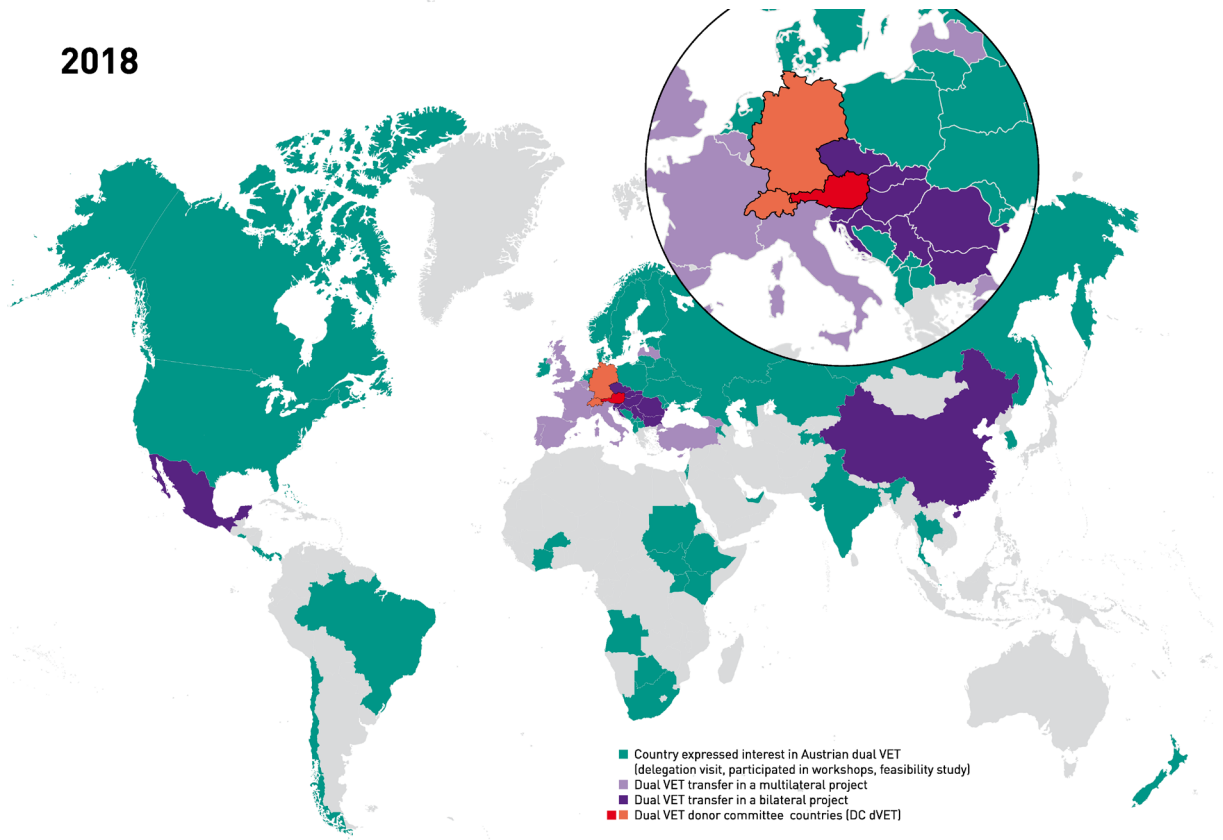 2018
Country expressed interest in Austrian dual VET
(delegation visit, participated in workshops, feasibility study)
Dual VET transfer in a multilateral project
Dual VET transfer in a bilateral project
Dual VET donor committee countries (DC dVET)